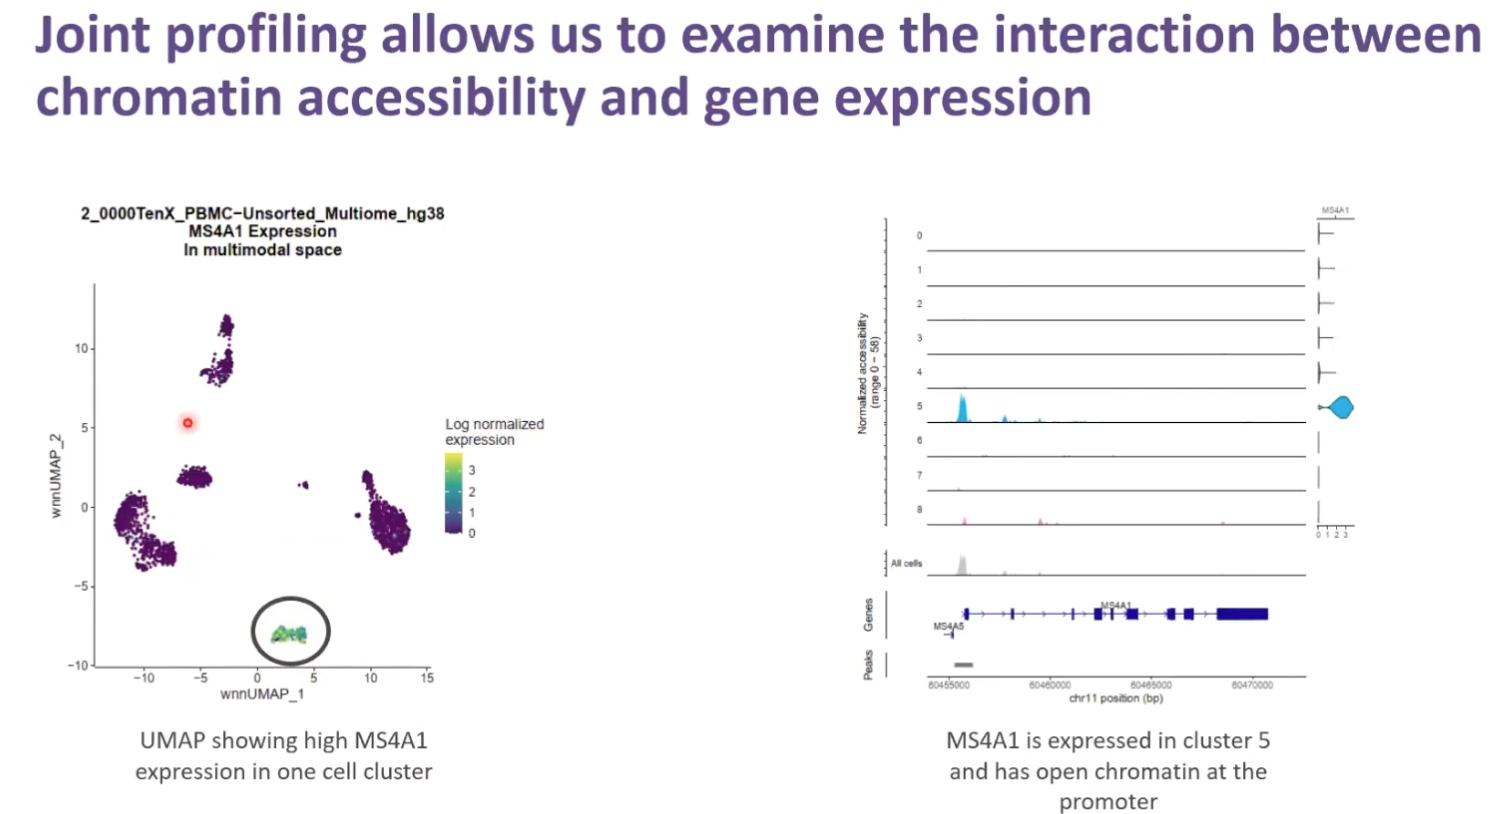 Joint profiling allows us to examine the interaction between
chromatin accessibility and gene expression
2_0000TenX_PBMC−Unsorted_Multiome_hg38
MS4A1 Expression
In multimodal space
wnnUMAP_2
10
5
0
−5
−10
−10
−5
0
5
10
15
wnnUMAP_1
Log normalized
expression
3
2
1
0
UMAP showing high MS4A1
expression in one cell cluster
Normalized accessibility
(range 0 − 58)
0
1
2
3
4
5
6
7
8
MS4A1
0 1 2 3
All cells
Genes
MS4A1
MS4A5
Peaks
60455000
60460000
60465000
60470000
chr11 position (bp)
MS4A1 is expressed in cluster 5
and has open chromatin at the
promoter